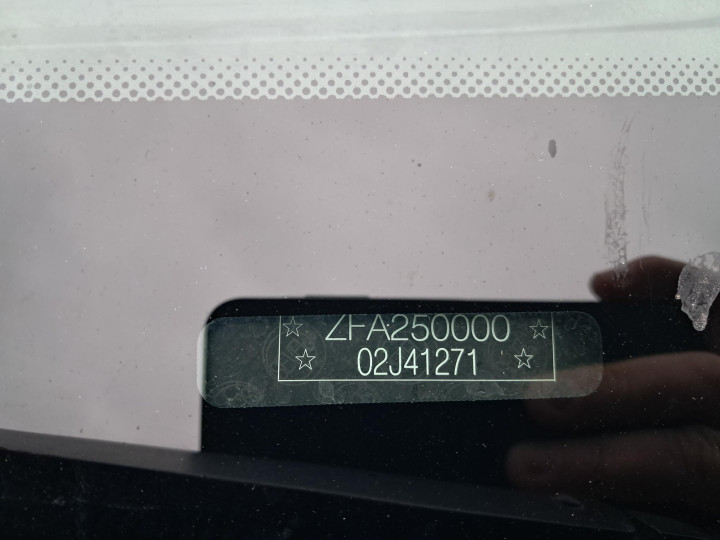 ☆ ZFA250000 ☆
☆ 02J41271 ☆